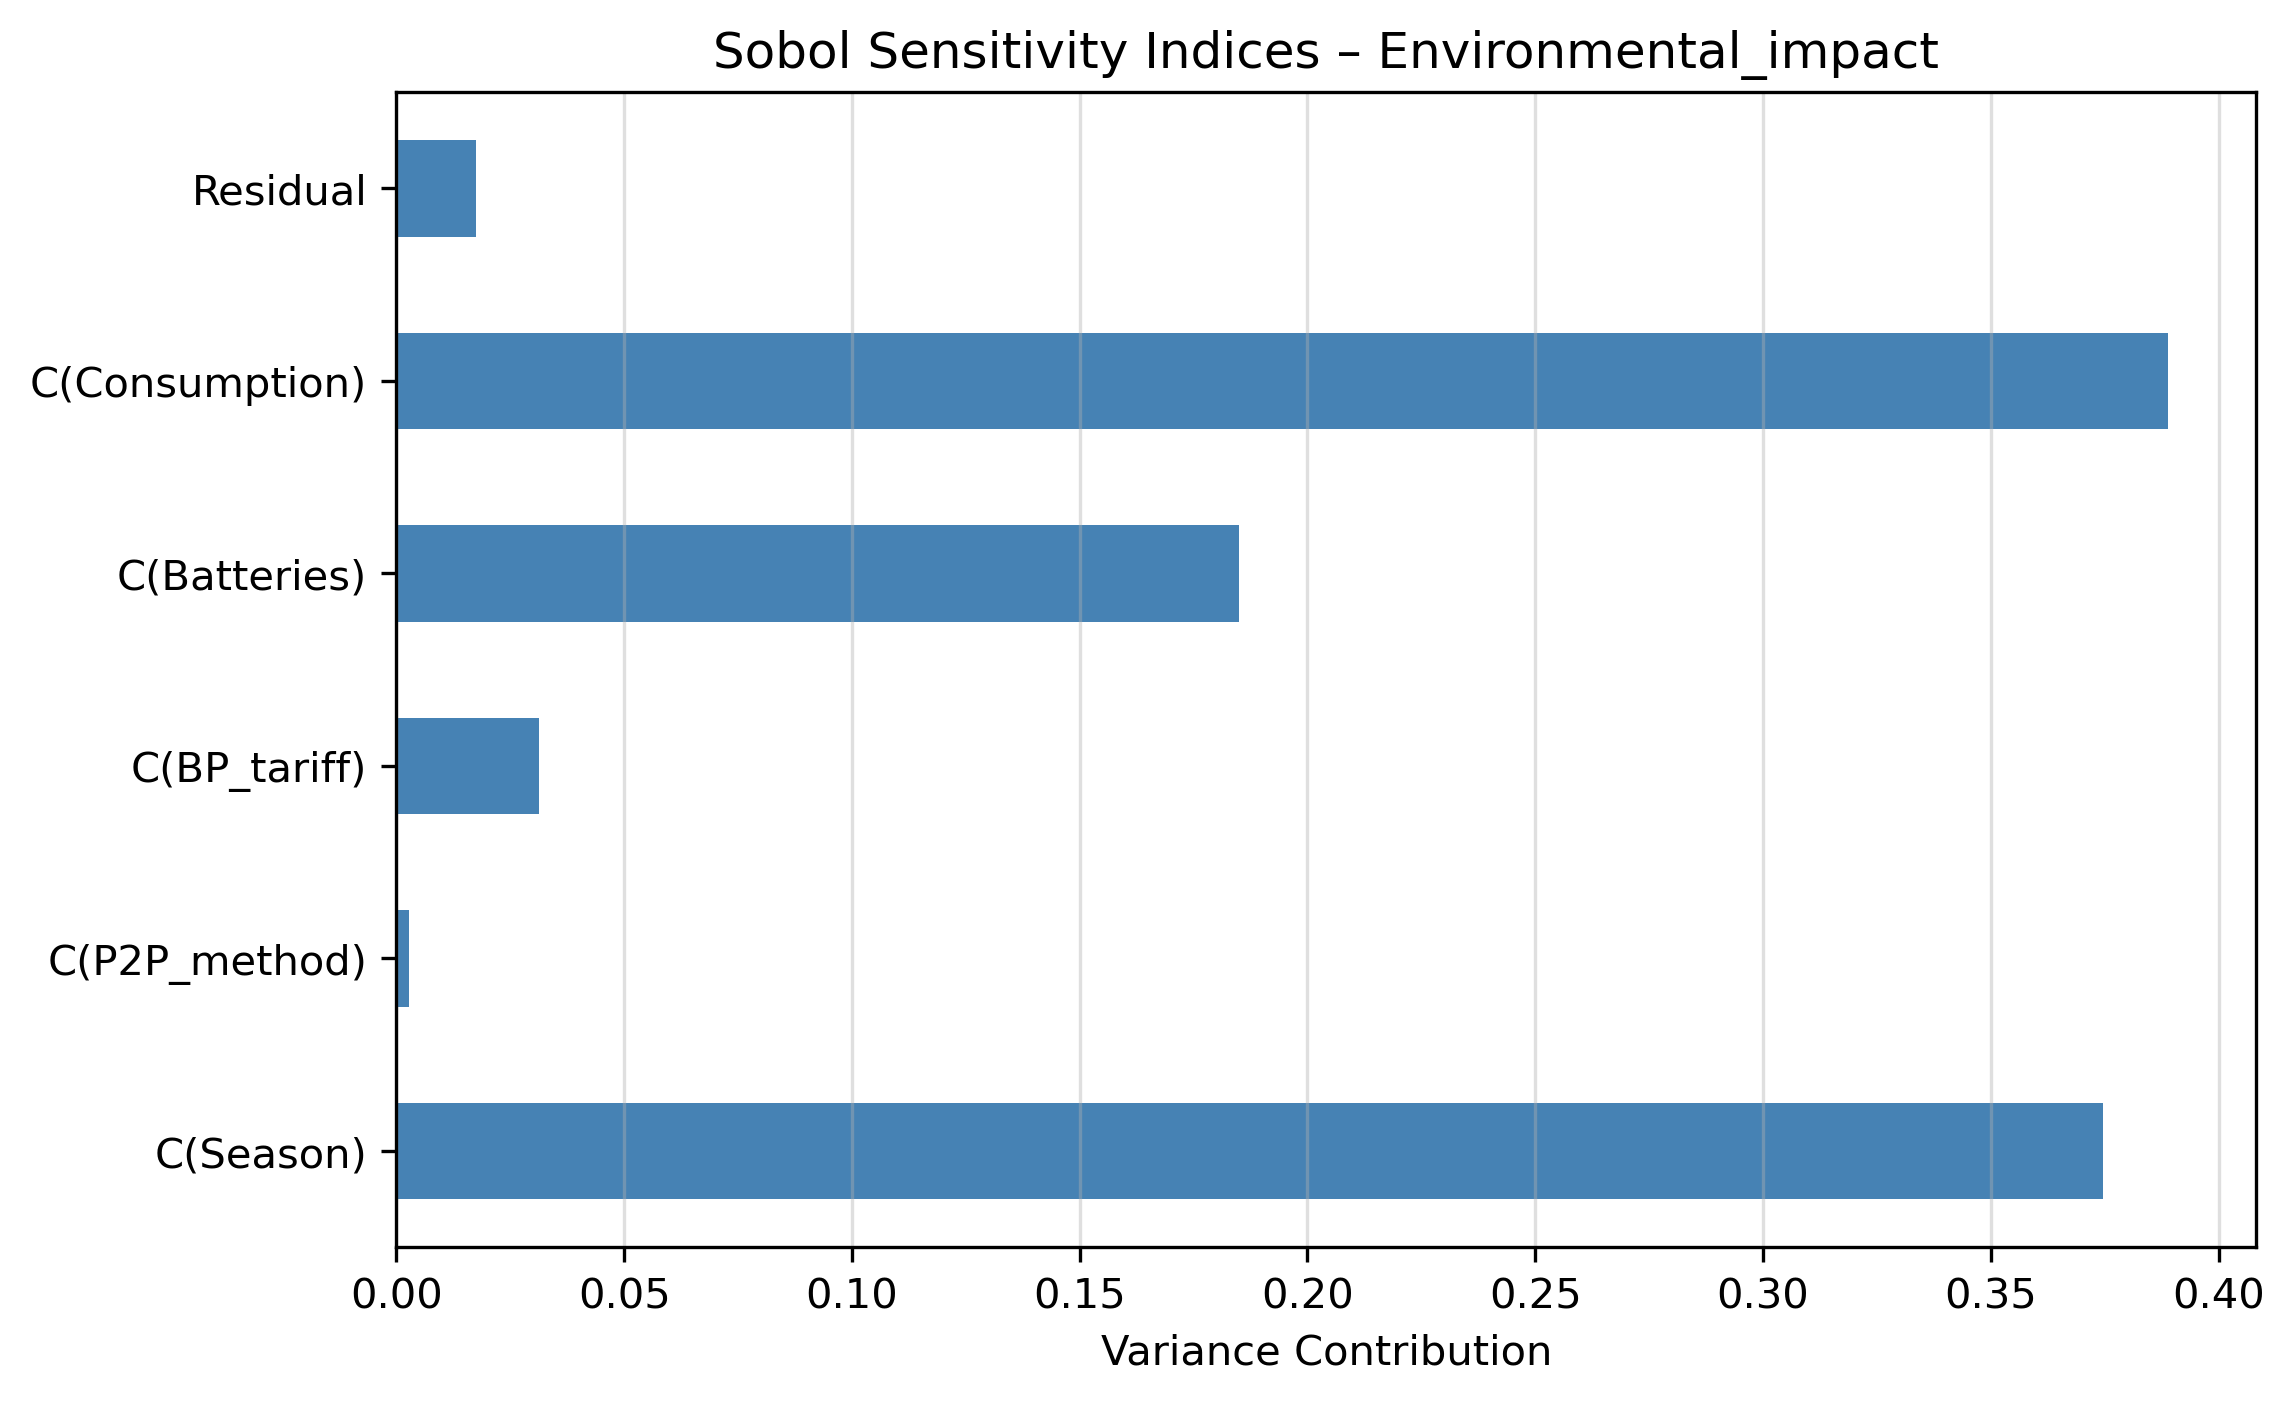 Sobol Sensitivity Indices – Environmental_impact
Residual
C(Consumption)
C(Batteries)
C(BP_tariff)
C(P2P_method)
C(Season)
0.00 0.05 0.10 0.15 0.20 0.25 0.30 0.35 0.40
Variance Contribution